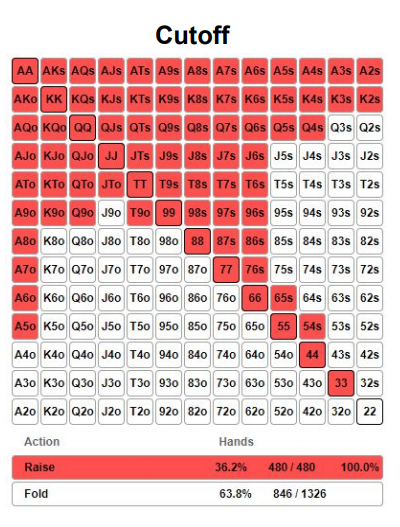 Cutoff
AA AKs AQs AJs ATs A9s A8s A7s A6s A5s A4s A3s A2s
AKo KK KQs KJs KTs K9s K8s K7s K6s K5s K4s K3s K2s
AQo KQo QQ QJs QTs Q9s Q8s Q7s Q6s Q5s Q4s Q3s Q2s
AJo KJo QJo JJ JTs J9s J8s J7s J6s J5s J4s J3s J2s
ATo KTo QTo JTo TT T9s T8s T7s T6s T5s T4s T3s T2s
A9o K9o Q9o J9o T9o 99 98s 97s 96s 95s 94s 93s 92s
A8o K8o Q8o J8o T8o 98o 88 87s 86s 85s 84s 83s 82s
A7o K7o Q7o J7o T7o 97o 87o 77 76s 75s 74s 73s 72s
A6o K6o Q6o J6o T6o 96o 86o 76o 66 65s 64s 63s 62s
A5o K5o Q5o J5o T5o 95o 85o 75o 65o 55 54s 53s 52s
A4o K4o Q4o J4o T4o 94o 84o 74o 64o 54o 44 43s 42s
A3o K3o Q3o J3o T3o 93o 83o 73o 63o 53o 43o 33 32s
A2o K2o Q2o J2o T2o 92o 82o 72o 62o 52o 42o 32o 22
Action Hands
Raise 36.2% 480 / 480 100.0%
Fold 63.8% 846 / 1326